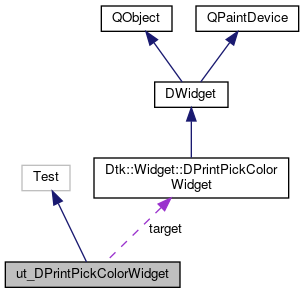 QObject
QPaintDevice
DWidget
Test
Dtk::Widget::DPrintPickColor
Widget
target
ut_DPrintPickColorWidget